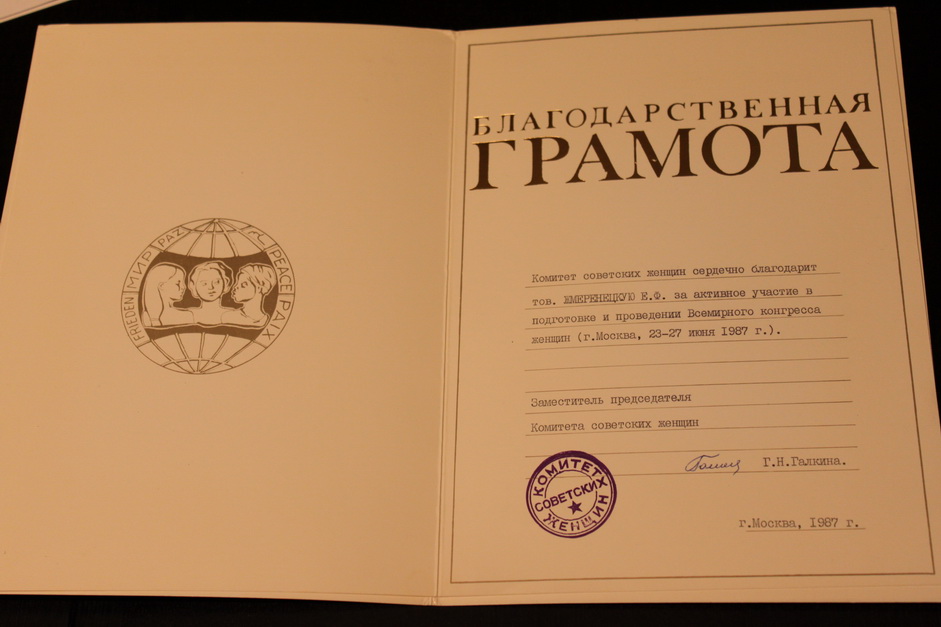 FRIEDEN МИР PAZ PEACE PAIX
БЛАГОДАРСТВЕННАЯ
ГРАМОТА
Комитет советских женщин сердечно благодарит
тов. ЖМЕРЕНЕЦКУЮ Е.Ф. за активное участие в
подготовке и проведении Всемирного конгресса
женщин (г.Москва, 23-27 июня 1987 г.).
Заместитель председателя
Комитета советских женщин
Г.Н.Галкина.
КОМИТЕТ
СОВЕТСКИХ
ЖЕНЩИН
г.Москва, 1987 г.